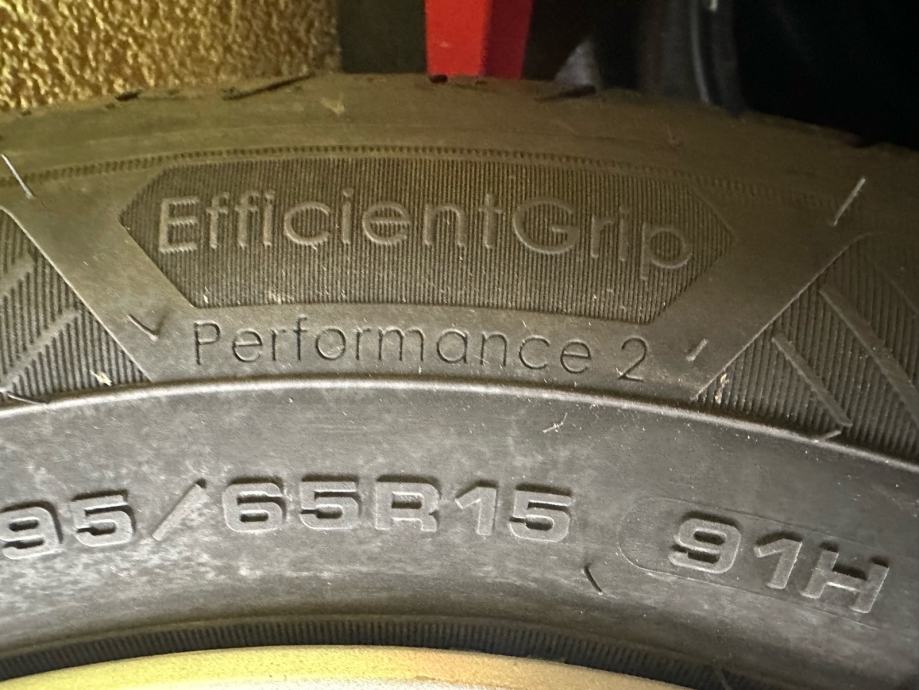 EfficientGrip
Performance 2
95/65R15 91H